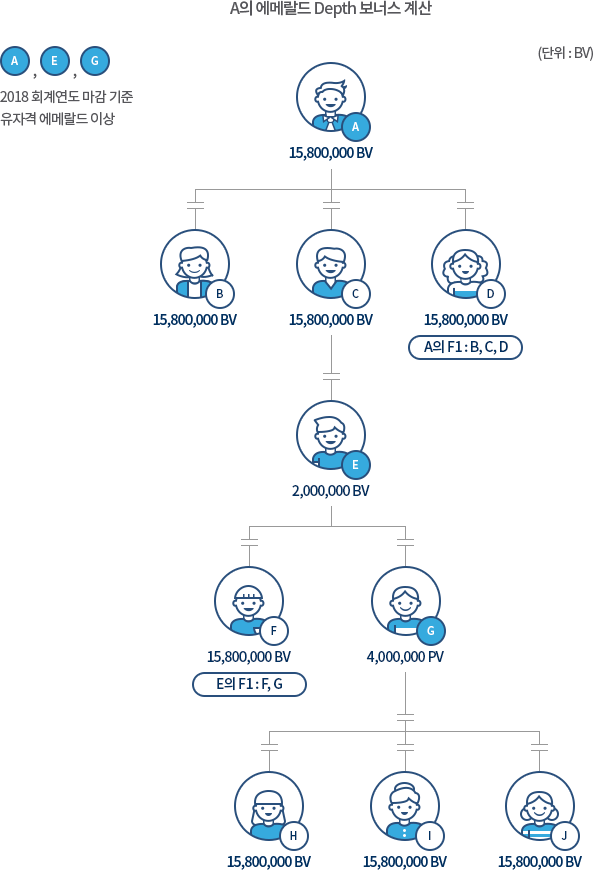 A의 에메랄드 Depth 보너스 계산
(단위 : BV)
A , E , G
2018 회계연도 마감 기준
유자격 에메랄드 이상
A
15,800,000 BV
B C D
15,800,000 BV 15,800,000 BV 15,800,000 BV
A의 F1 : B, C, D
E
2,000,000 BV
F G
15,800,000 BV 4,000,000 PV
E의 F1 : F, G
H I J
15,800,000 BV 15,800,000 BV 15,800,000 BV